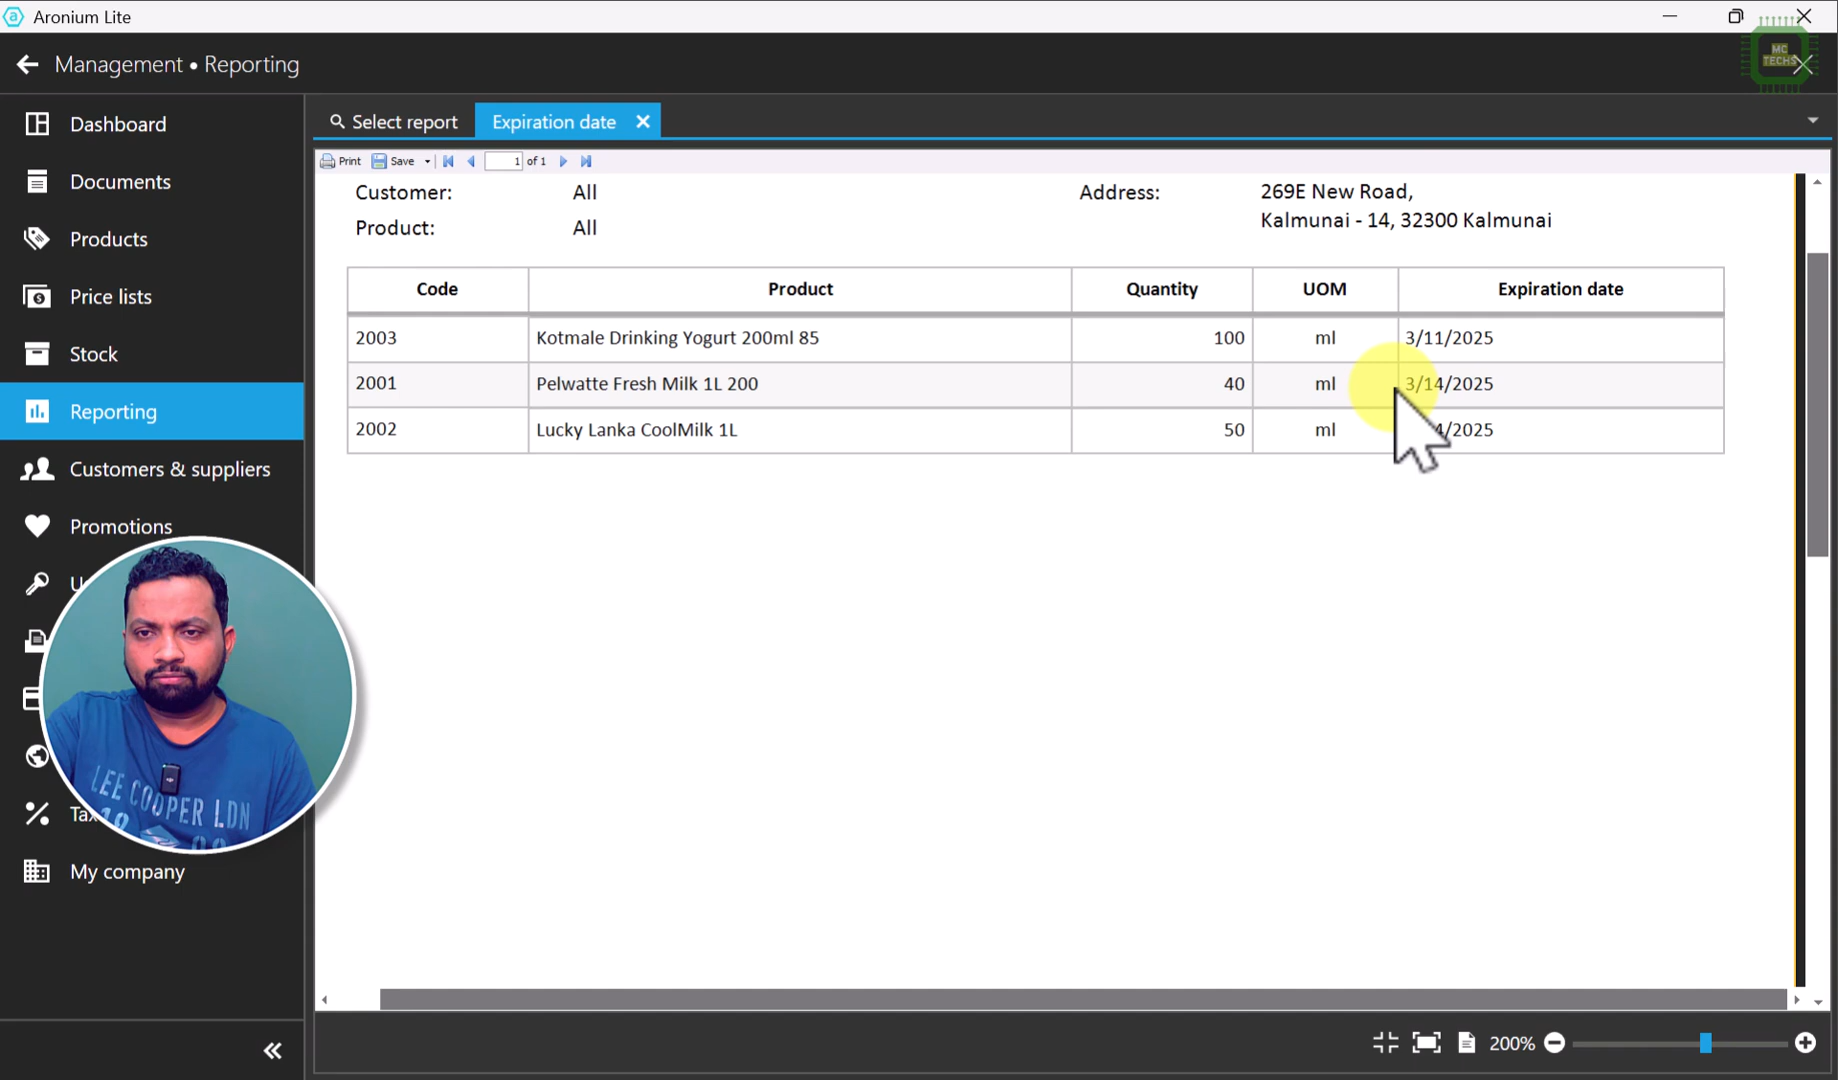 Aronium Lite
Management • Reporting
MC
TECHS
Dashboard
Documents
Products
Price lists
Stock
Reporting
Customers & suppliers
Promotions
My company
Select report
Expiration date
Print Save 1 of 1
Customer: All
Product: All
Address: 269E New Road,
Kalmunai - 14, 32300 Kalmunai
Code Product Quantity UOM Expiration date
2003 Kotmale Drinking Yogurt 200ml 85 100 ml 3/11/2025
2001 Pelwatte Fresh Milk 1L 200 40 ml 3/14/2025
2002 Lucky Lanka CoolMilk 1L 50 ml 4/2025
LEE COOPER LDN
200%